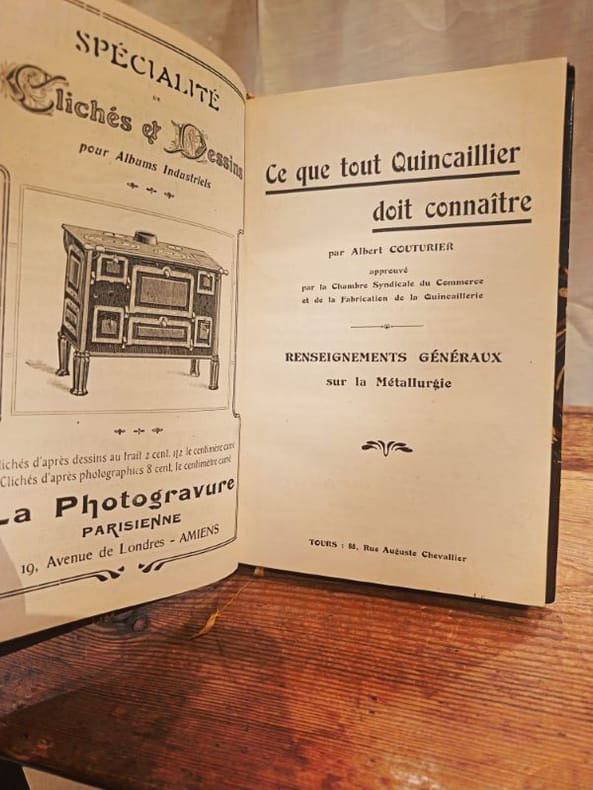 SPÉCIALITÉ
DE
Clichés & Dessins
pour Albums Industriels
Clichés d'après dessins au trait 2 cent. 1/2 le centimètre carré
Clichés d'après photographies 8 cent. le centimètre carré
La Photogravure
PARISIENNE
19, Avenue de Londres - AMIENS
Ce que tout Quincaillier
doit connaître
par Albert COUTURIER
approuvé
par la Chambre Syndicale du Commerce
et de la Fabrication de la Quincaillerie
RENSEIGNEMENTS GÉNÉRAUX
sur la Métallurgie
TOURS : 88, Rue Auguste Chevallier